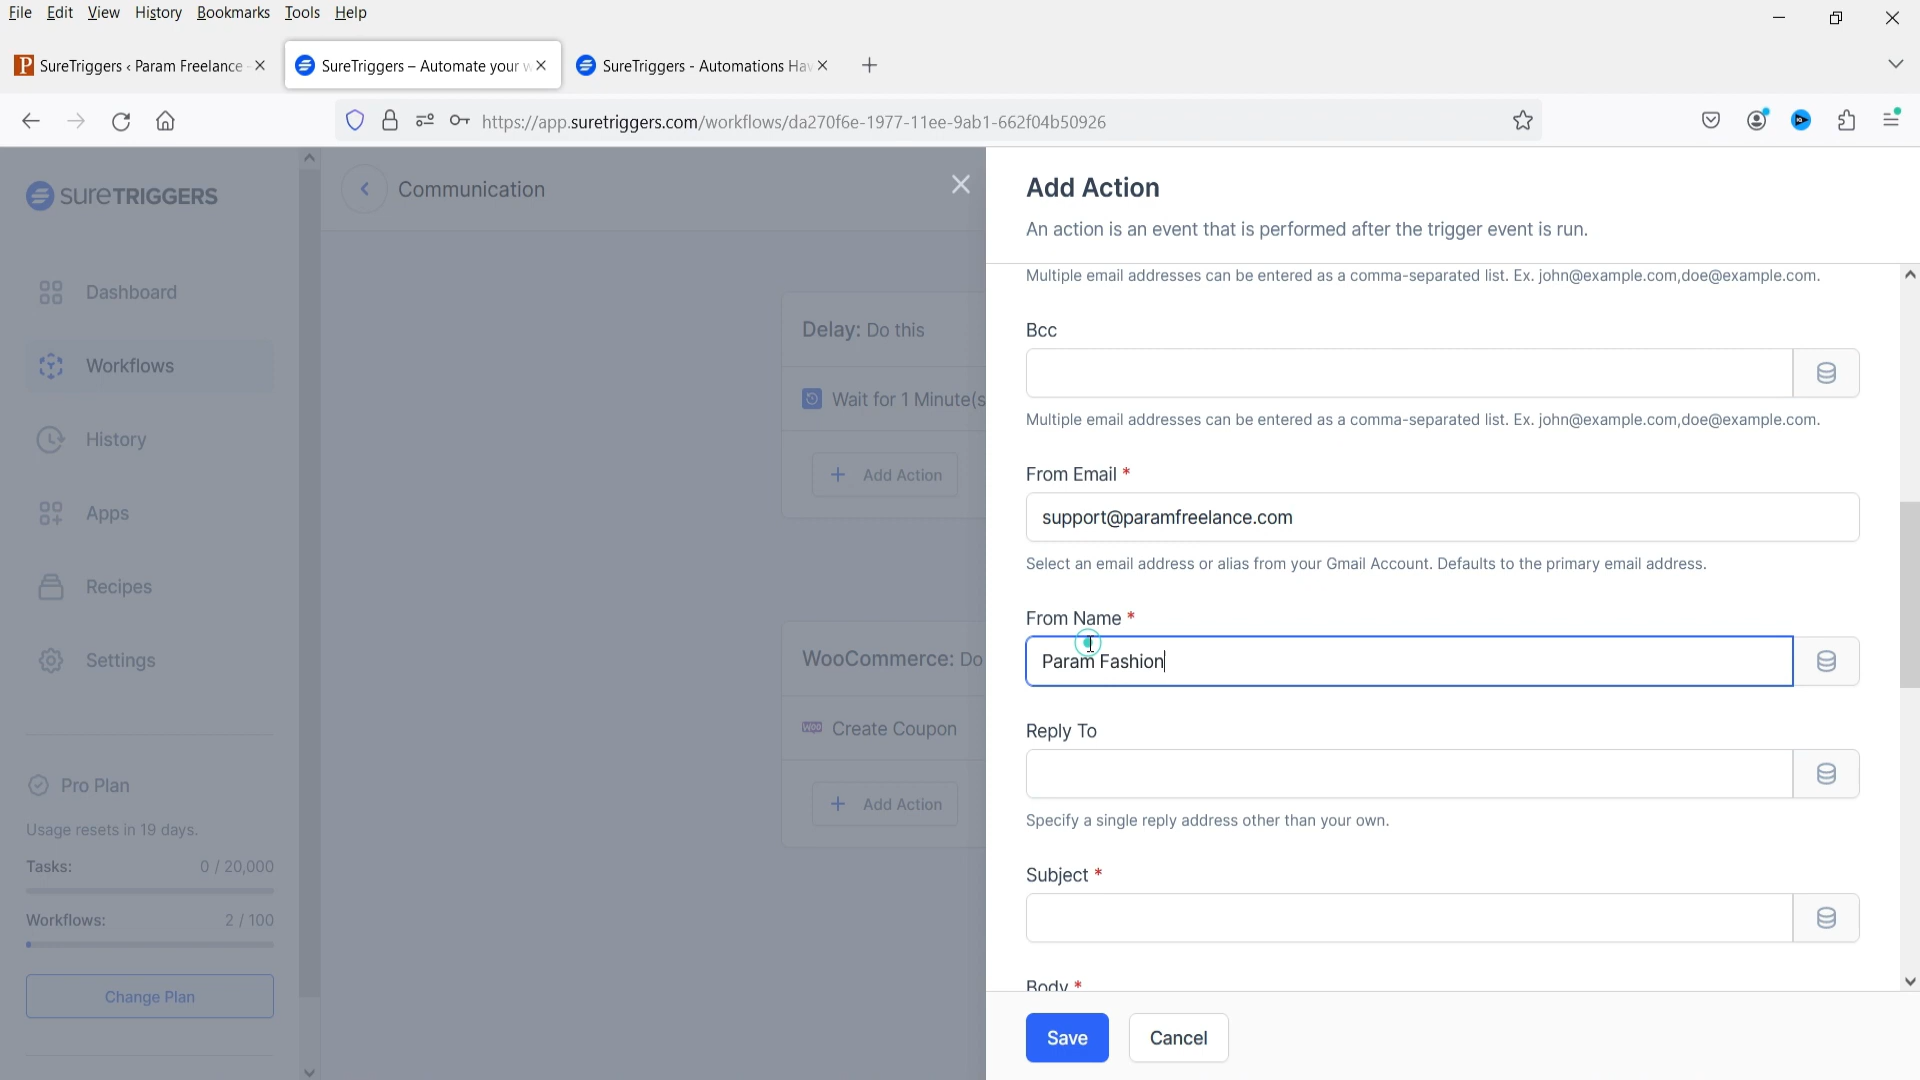 File Edit View History Bookmarks Tools Help
SureTriggers ‹ Param Freelance
SureTriggers – Automate your w
SureTriggers - Automations Hav
https://app.suretriggers.com/workflows/da270f6e-1977-11ee-9ab1-662f04b50926
SureTRIGGERS
Dashboard
Workflows
History
Apps
Recipes
Settings
Pro Plan
Usage resets in 19 days.
Tasks: 0 / 20,000
Workflows: 2 / 100
Change Plan
Communication
Delay: Do this
Wait for 1 Minute(s
Add Action
WooCommerce: Do
Woo Create Coupon
Add Action
Add Action
An action is an event that is performed after the trigger event is run.
Multiple email addresses can be entered as a comma-separated list. Ex. john@example.com,doe@example.com.
Bcc
Multiple email addresses can be entered as a comma-separated list. Ex. john@example.com,doe@example.com.
From Email *
support@paramfreelance.com
Select an email address or alias from your Gmail Account. Defaults to the primary email address.
From Name *
Param Fashion
Reply To
Specify a single reply address other than your own.
Subject *
Body *
Save Cancel